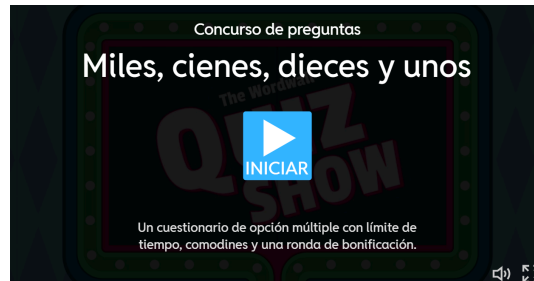 Concurso de preguntas
Miles, cienes, dieces y unos
The Wordwall
QUIZ
SHOW
INICIAR
Un cuestionario de opción múltiple con límite de
tiempo, comodines y una ronda de bonificación.